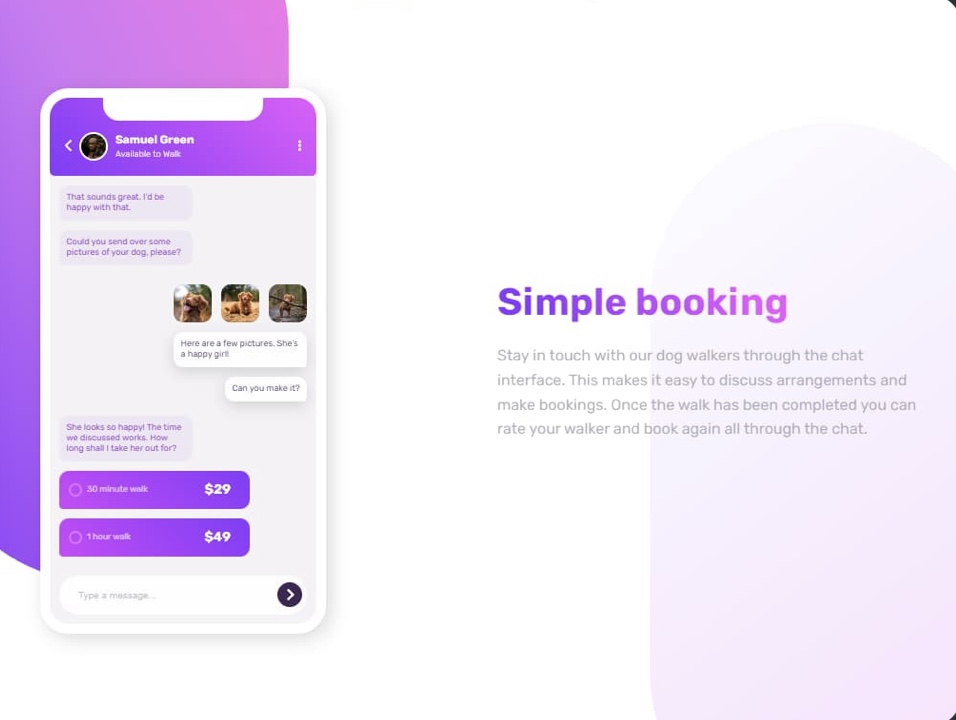 Samuel Green
Available to Walk
That sounds great. I'd be
happy with that.
Could you send over some
pictures of your dog, please?
Here are a few pictures. She's
a happy girl!
Can you make it?
She looks so happy! The time
we discussed works. How
long shall I take her out for?
30 minute walk $29
1 hour walk $49
Type a message...
Simple booking
Stay in touch with our dog walkers through the chat
interface. This makes it easy to discuss arrangements and
make bookings. Once the walk has been completed you can
rate your walker and book again all through the chat.